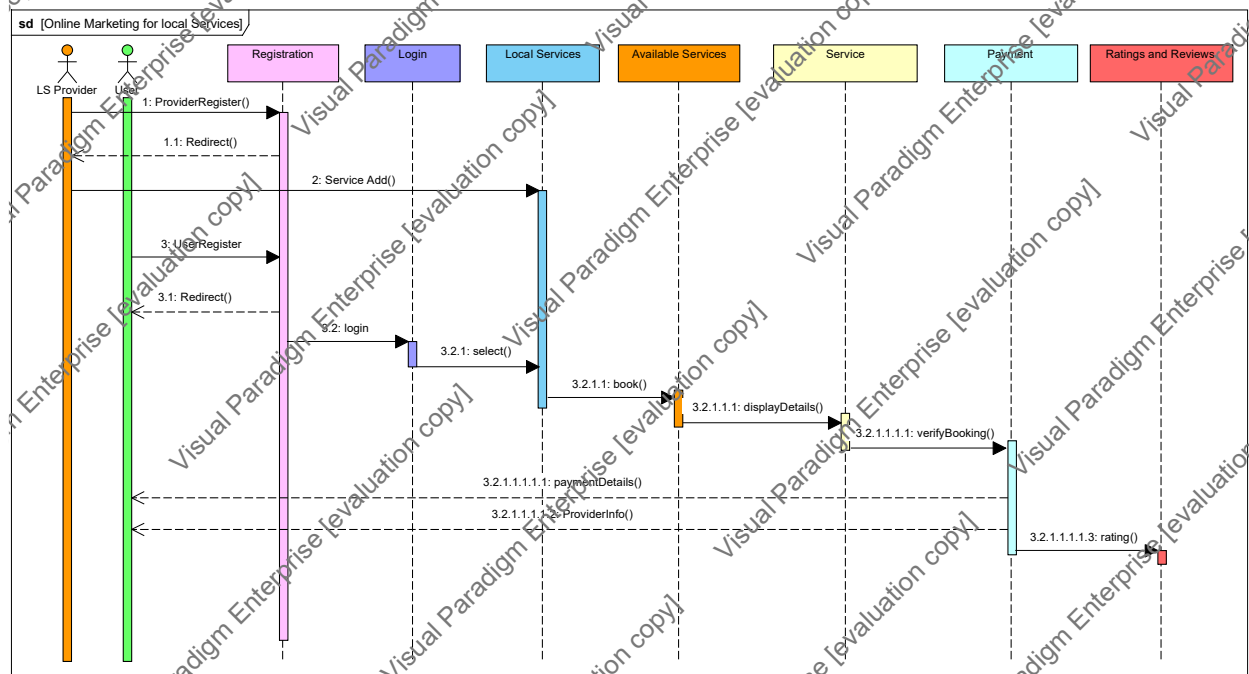 sd [Online Marketing for local Services]
LS Provider
User
Registration
Login
Local Services
Available Services
Service
Payment
Ratings and Reviews
1: ProviderRegister()
1.1: Redirect()
2: Service Add()
3: UserRegister
3.1: Redirect()
3.2: login
3.2.1: select()
3.2.1.1: book()
3.2.1.1.1: displayDetails()
3.2.1.1.1.1: verifyBooking()
3.2.1.1.1.1.1: paymentDetails()
3.2.1.1.1.1.2: ProviderInfo()
3.2.1.1.1.1.3: rating()
Visual Paradigm Enterprise [evaluation copy]